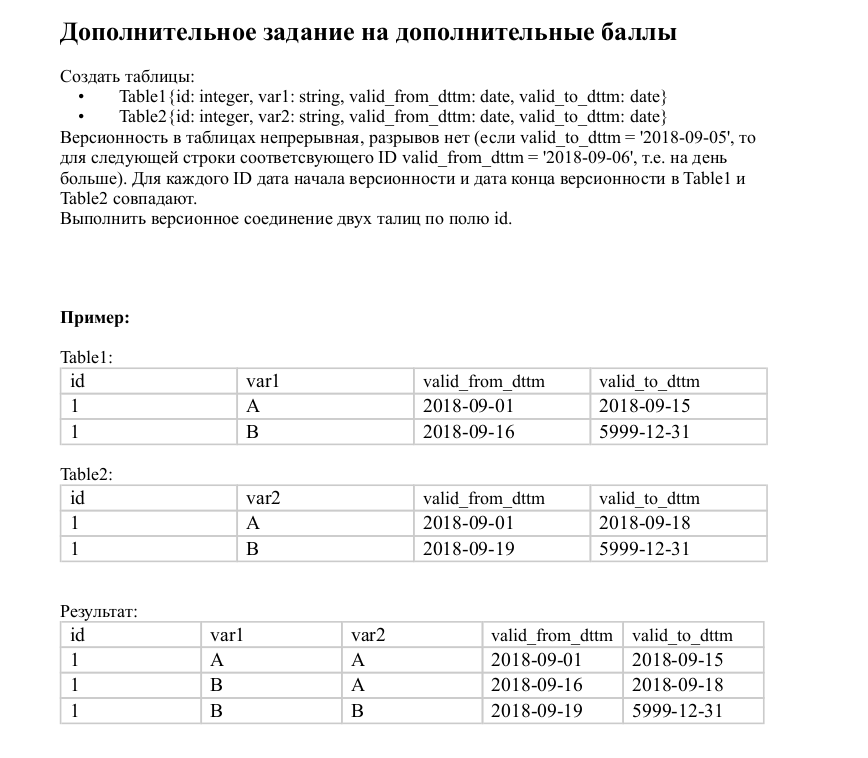 Дополнительное задание на дополнительные баллы
Создать таблицы:
• Table1{id: integer, var1: string, valid_from_dttm: date, valid_to_dttm: date}
• Table2{id: integer, var2: string, valid_from_dttm: date, valid_to_dttm: date}
Версионность в таблицах непрерывная, разрывов нет (если valid_to_dttm = '2018-09-05', то
для следующей строки соответсвующего ID valid_from_dttm = '2018-09-06', т.е. на день
больше). Для каждого ID дата начала версионности и дата конца версионности в Table1 и
Table2 совпадают.
Выполнить версионное соединение двух талиц по полю id.
Пример:
Table1:
id var1 valid_from_dttm valid_to_dttm
1 A 2018-09-01 2018-09-15
1 B 2018-09-16 5999-12-31
Table2:
id var2 valid_from_dttm valid_to_dttm
1 A 2018-09-01 2018-09-18
1 B 2018-09-19 5999-12-31
Результат:
id var1 var2 valid_from_dttm valid_to_dttm
1 A A 2018-09-01 2018-09-15
1 B A 2018-09-16 2018-09-18
1 B B 2018-09-19 5999-12-31